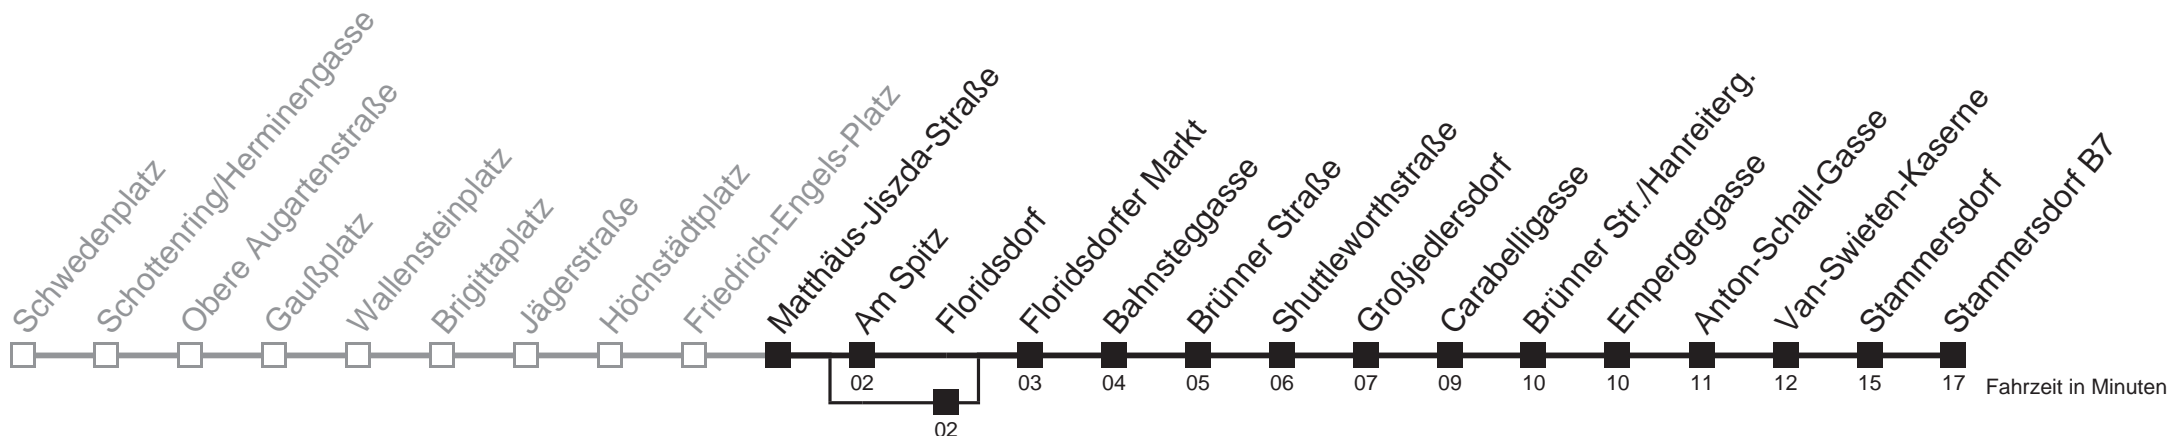 Schwedenplatz
Schottenring/Herminengasse
Obere Augartenstraße
Gaußplatz
Wallensteinplatz
Brigittaplatz
Jägerstraße
Höchstädtplatz
Friedrich-Engels-Platz
Matthäus-Jiszda-Straße
Am Spitz
Floridsdorf
Floridsdorfer Markt
Bahnsteggasse
Brünner Straße
Shuttleworthstraße
Großjedlersdorf
Carabelligasse
Brünner Str./Hanreiterg.
Empergergasse
Anton-Schall-Gasse
Van-Swieten-Kaserne
Stammersdorf
Stammersdorf B7
02 03 04 05 06 07 09 10 10 11 12 15 17 Fahrzeit in Minuten
02